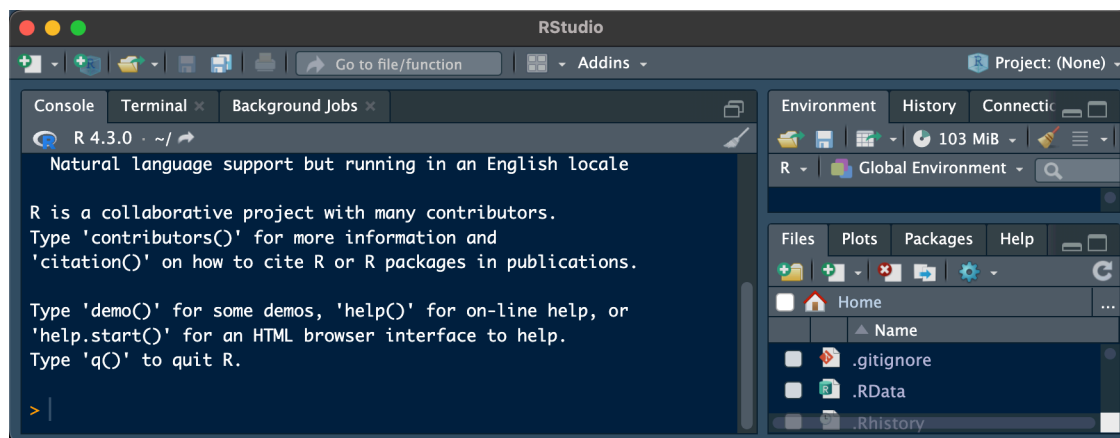 RStudio
Go to file/function
Addins
Project: (None)
Console Terminal Background Jobs
R 4.3.0 · ~/
Natural language support but running in an English locale
R is a collaborative project with many contributors.
Type 'contributors()' for more information and
'citation()' on how to cite R or R packages in publications.
Type 'demo()' for some demos, 'help()' for on-line help, or
'help.start()' for an HTML browser interface to help.
Type 'q()' to quit R.
>
Environment History Connectic
103 MiB
R Global Environment
Files Plots Packages Help
Home ...
Name
.gitignore
.RData
.Rhistory